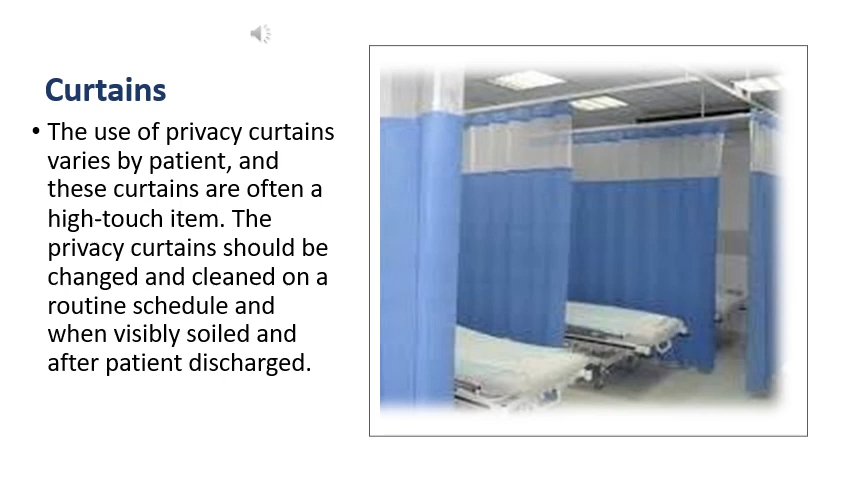 Curtains
• The use of privacy curtains
varies by patient, and
these curtains are often a
high-touch item. The
privacy curtains should be
changed and cleaned on a
routine schedule and
when visibly soiled and
after patient discharged.